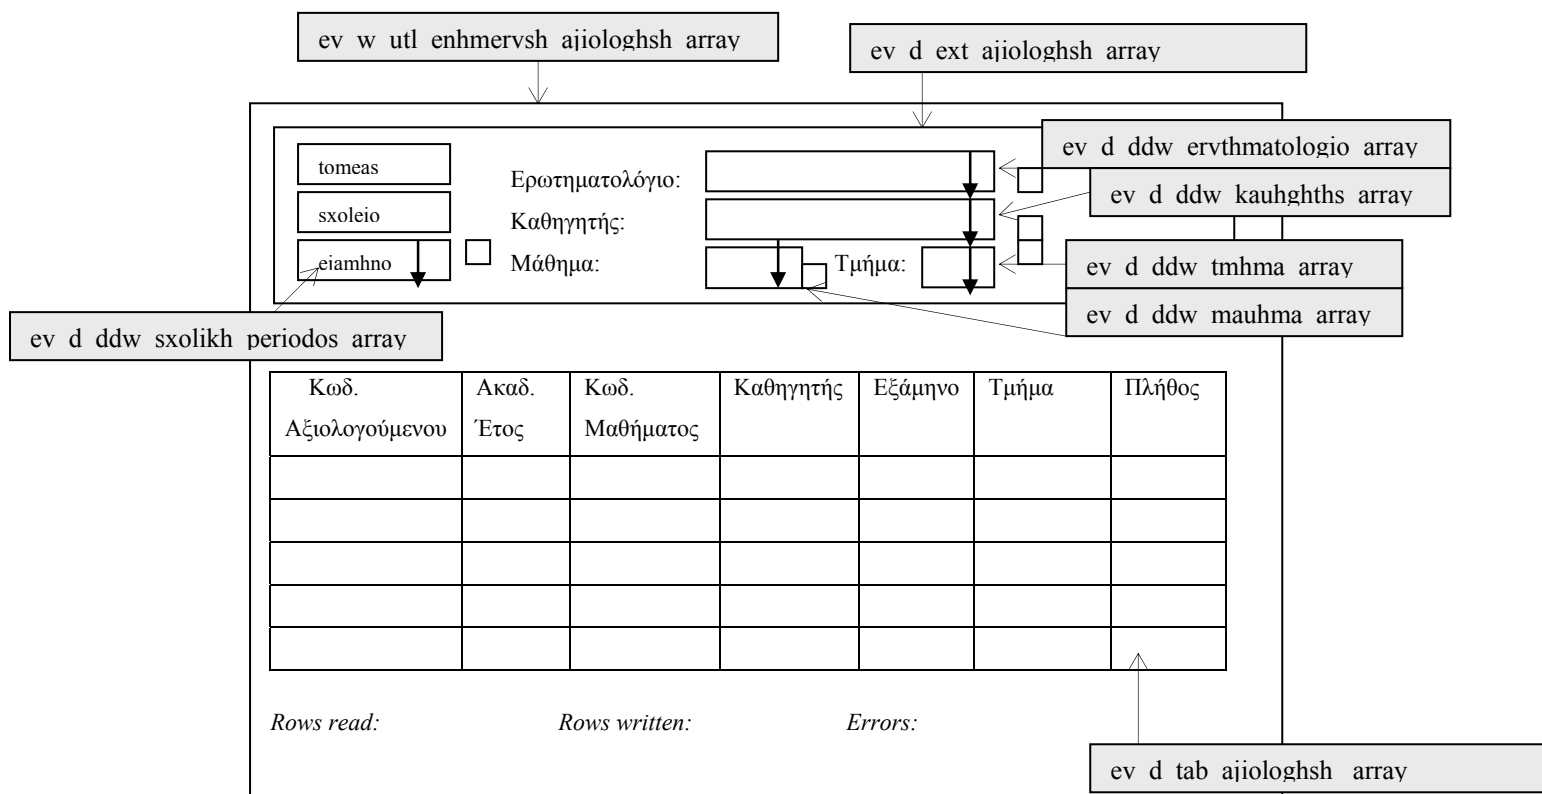 ev w utl enhmervsh ajiologhsh array
ev d ext ajiologhsh array
ev d ddw ervthmatologio array
tomeas
Ερωτηματολόγιο:
ev d ddw kauhghths array
sxoleio
Καθηγητής:
ejamhno
Μάθημα:
Τμήμα:
ev d ddw tmhma array
ev d ddw mauhma array
ev d ddw sxolikh periodos array
Κωδ. Ακαδ. Κωδ. Καθηγητής Εξάμηνο Τμήμα Πλήθος
Αξιολογούμενου Έτος Μαθήματος
Rows read: Rows written: Errors:
ev d tab ajiologhsh array